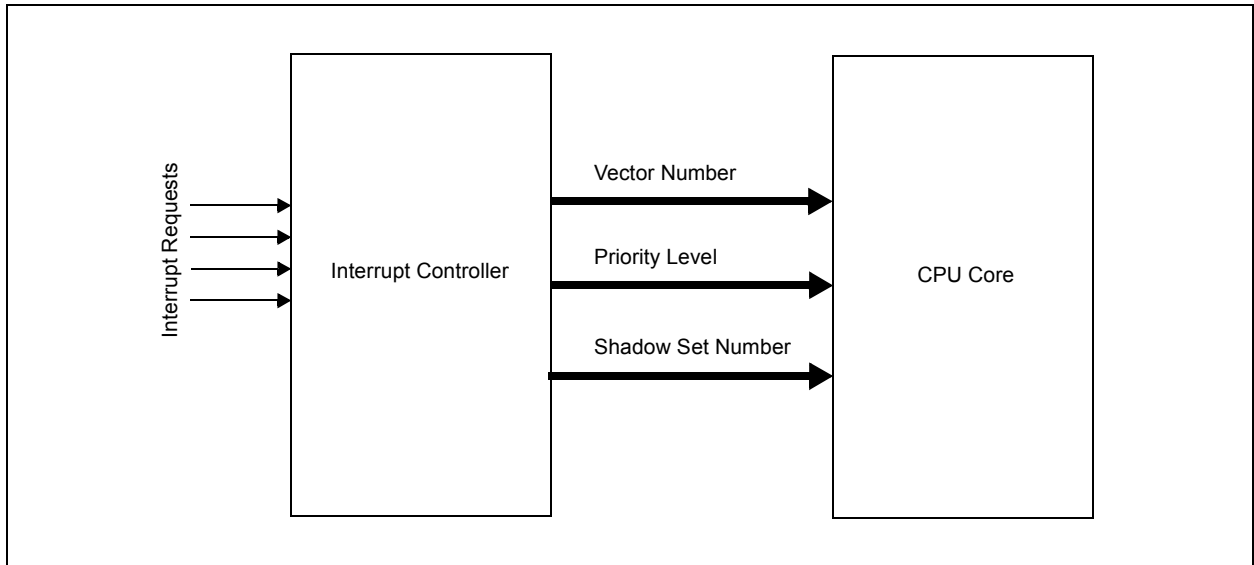 Interrupt Requests
Interrupt Controller
Vector Number
Priority Level
Shadow Set Number
CPU Core